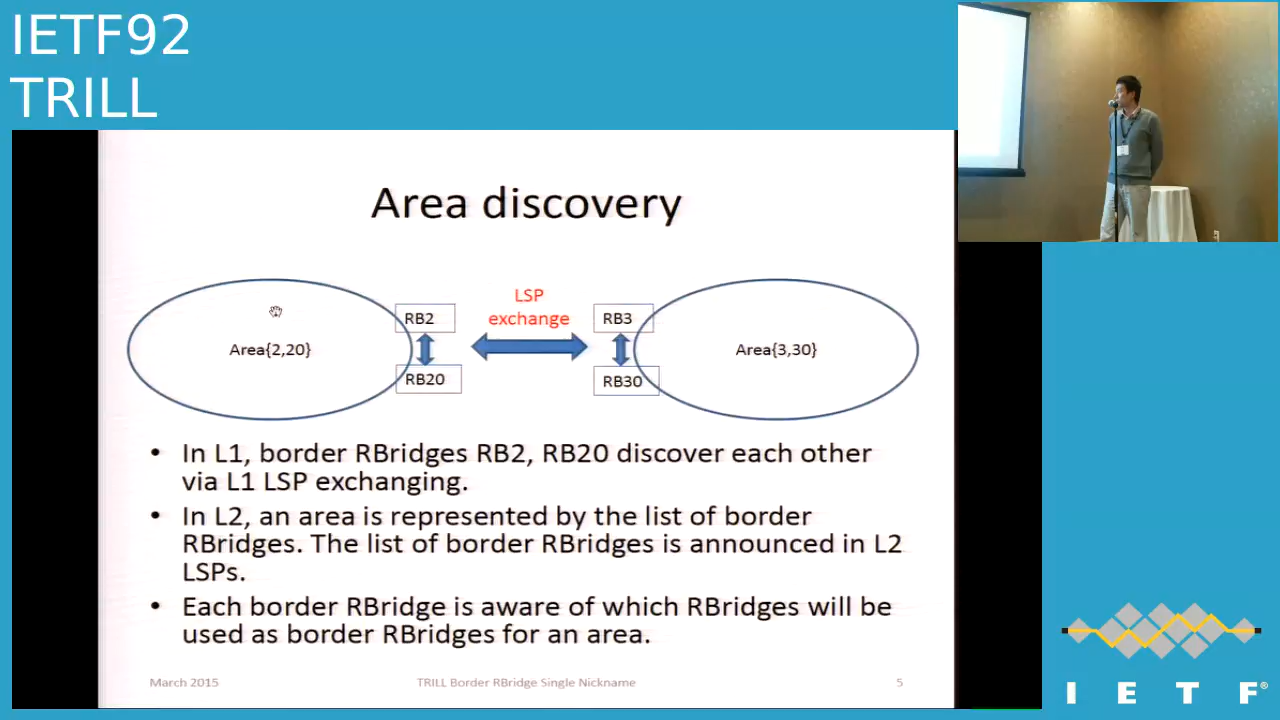 IETF92
TRILL
Area discovery
LSP
exchange
RB2
RB3
Area{2,20}
Area{3,30}
RB20
RB30
• In L1, border RBridges RB2, RB20 discover each other
via L1 LSP exchanging.
• In L2, an area is represented by the list of border
RBridges. The list of border RBridges is announced in L2
LSPs.
• Each border RBridge is aware of which RBridges will be
used as border RBridges for an area.
March 2015
TRILL Border RBridge Single Nickname
5
I E T F®